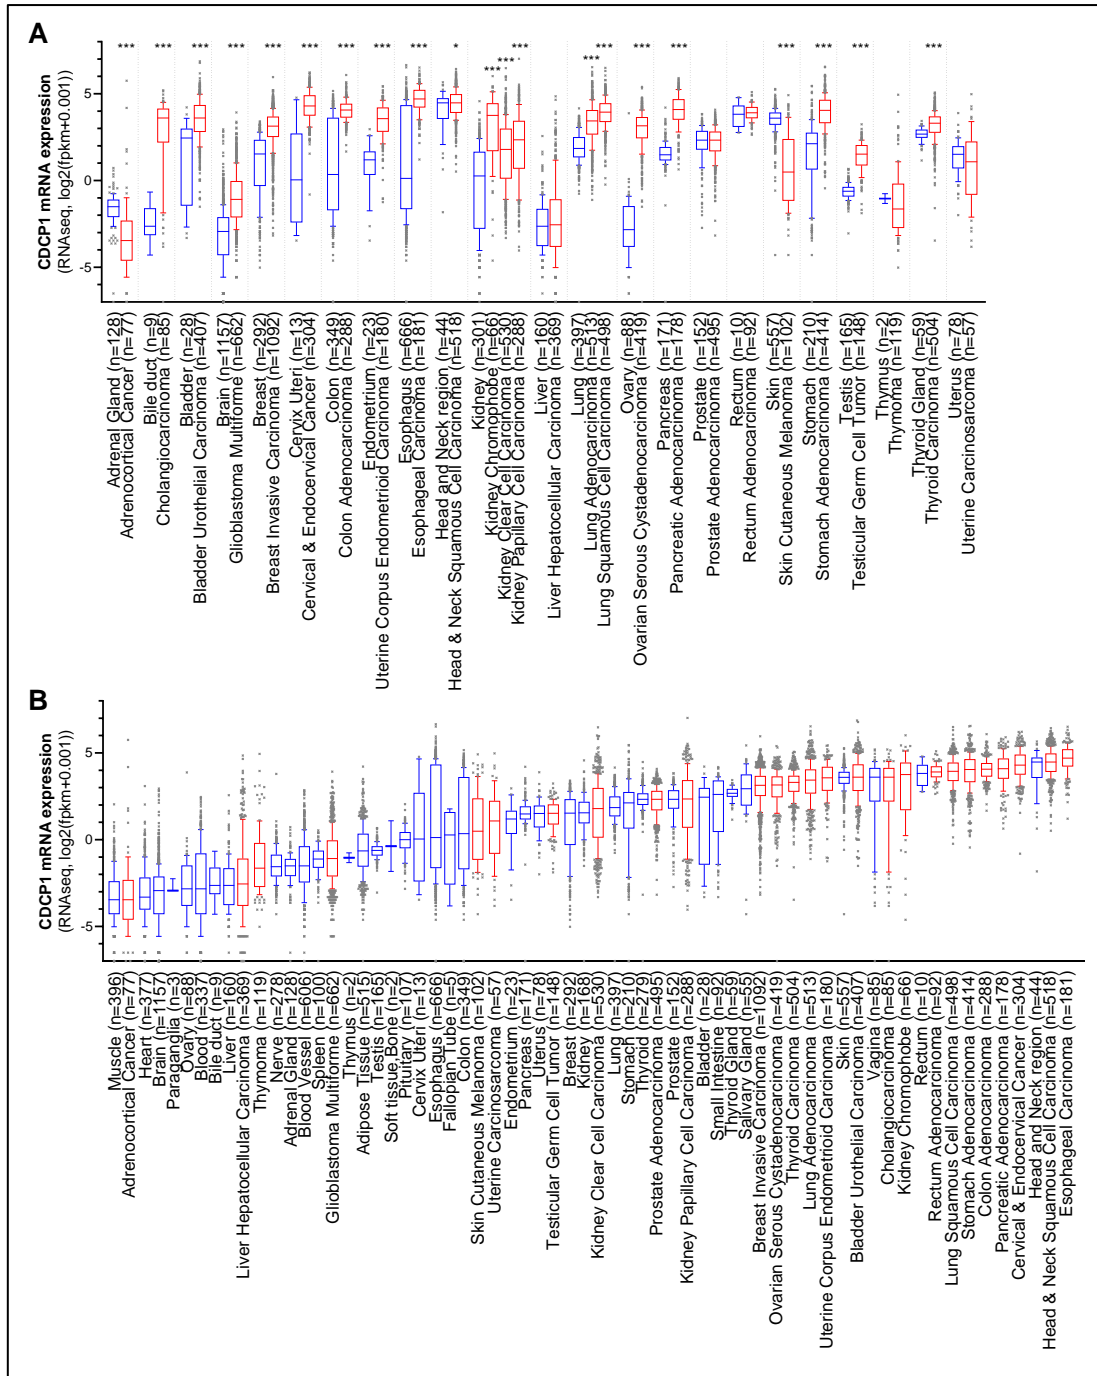 A
CDCP1 mRNA expression
(RNAseq, log2(fpkm+0.001)
5
0
-5
*** *** *** *** *** *** *** *** *** * *** *** *** *** *** *** *** *** *** *** ***
Adrenal Gland (n=128)
Adrenocortical Cancer (n=77)
Bile duct (n=9)
Cholangiocarcinoma (n=85)
Bladder (n=28)
Bladder Urothelial Carcinoma (n=407)
Brain (n=1157)
Glioblastoma Multiforme (n=662)
Breast (n=292)
Breast Invasive Carcinoma (n=1092)
Cervix Uteri (n=13)
Cervical & Endocervical Cancer (n=304)
Colon (n=349)
Colon Adenocarcinoma (n=288)
Endometrium (n=23)
Uterine Corpus Endometrioid Carcinoma (n=180)
Esophagus (n=666)
Esophageal Carcinoma (n=181)
Head and Neck region (n=44)
Head & Neck Squamous Cell Carcinoma (n=518)
Kidney (n=301)
Kidney Chromophobe (n=66)
Kidney Clear Cell Carcinoma (n=530)
Kidney Papillary Cell Carcinoma (n=288)
Liver (n=160)
Liver Hepatocellular Carcinoma (n=369)
Lung (n=397)
Lung Adenocarcinoma (n=513)
Lung Squamous Cell Carcinoma (n=498)
Ovary (n=88)
Ovarian Serous Cystadenocarcinoma (n=419)
Pancreas (n=171)
Pancreatic Adenocarcinoma (n=178)
Prostate (n=152)
Prostate Adenocarcinoma (n=495)
Rectum (n=10)
Rectum Adenocarcinoma (n=92)
Skin (n=557)
Skin Cutaneous Melanoma (n=102)
Stomach (n=210)
Stomach Adenocarcinoma (n=414)
Testis (n=165)
Testicular Germ Cell Tumor (n=148)
Thymus (n=2)
Thymoma (n=119)
Thyroid Gland (n=59)
Thyroid Carcinoma (n=504)
Uterus (n=78)
Uterine Carcinosarcoma (n=57)
B
CDCP1 mRNA expression
(RNAseq, log2(fpkm+0.001))
5
0
-5
Muscle (n=396)
Adrenocortical Cancer (n=77)
Heart (n=377)
Brain (n=1157)
Paraganglia (n=3)
Ovary (n=88)
Blood (n=337)
Bile duct (n=9)
Liver (n=160)
Liver Hepatocellular Carcinoma (n=369)
Thymoma (n=119)
Nerve (n=278)
Adrenal Gland (n=128)
Blood Vessel (n=606)
Spleen (n=100)
Glioblastoma Multiforme (n=662)
Thymus (n=2)
Adipose Tissue (n=515)
Testis (n=165)
Soft tissue,Bone (n=2)
Pituitary (n=107)
Cervix Uteri (n=13)
Esophagus (n=666)
Fallopian Tube (n=5)
Colon (n=349)
Skin Cutaneous Melanoma (n=102)
Uterine Carcinosarcoma (n=57)
Endometrium (n=23)
Pancreas (n=171)
Uterus (n=78)
Testicular Germ Cell Tumor (n=148)
Breast (n=292)
Kidney (n=168)
Kidney Clear Cell Carcinoma (n=530)
Lung (n=397)
Stomach (n=210)
Thyroid (n=279)
Prostate Adenocarcinoma (n=495)
Prostate (n=152)
Kidney Papillary Cell Carcinoma (n=288)
Bladder (n=28)
Small Intestine (n=92)
Thyroid Gland (n=59)
Salivary Gland (n=55)
Breast Invasive Carcinoma (n=1092)
Ovarian Serous Cystadenocarcinoma (n=419)
Thyroid Carcinoma (n=504)
Lung Adenocarcinoma (n=513)
Uterine Corpus Endometrioid Carcinoma (n=180)
Skin (n=557)
Bladder Urothelial Carcinoma (n=407)
Vagina (n=85)
Cholangiocarcinoma (n=85)
Kidney Chromophobe (n=66)
Rectum (n=10)
Rectum Adenocarcinoma (n=92)
Lung Squamous Cell Carcinoma (n=498)
Stomach Adenocarcinoma (n=414)
Colon Adenocarcinoma (n=288)
Pancreatic Adenocarcinoma (n=178)
Cervical & Endocervical Cancer (n=304)
Head and Neck region (n=44)
Head & Neck Squamous Cell Carcinoma (n=518)
Esophageal Carcinoma (n=181)